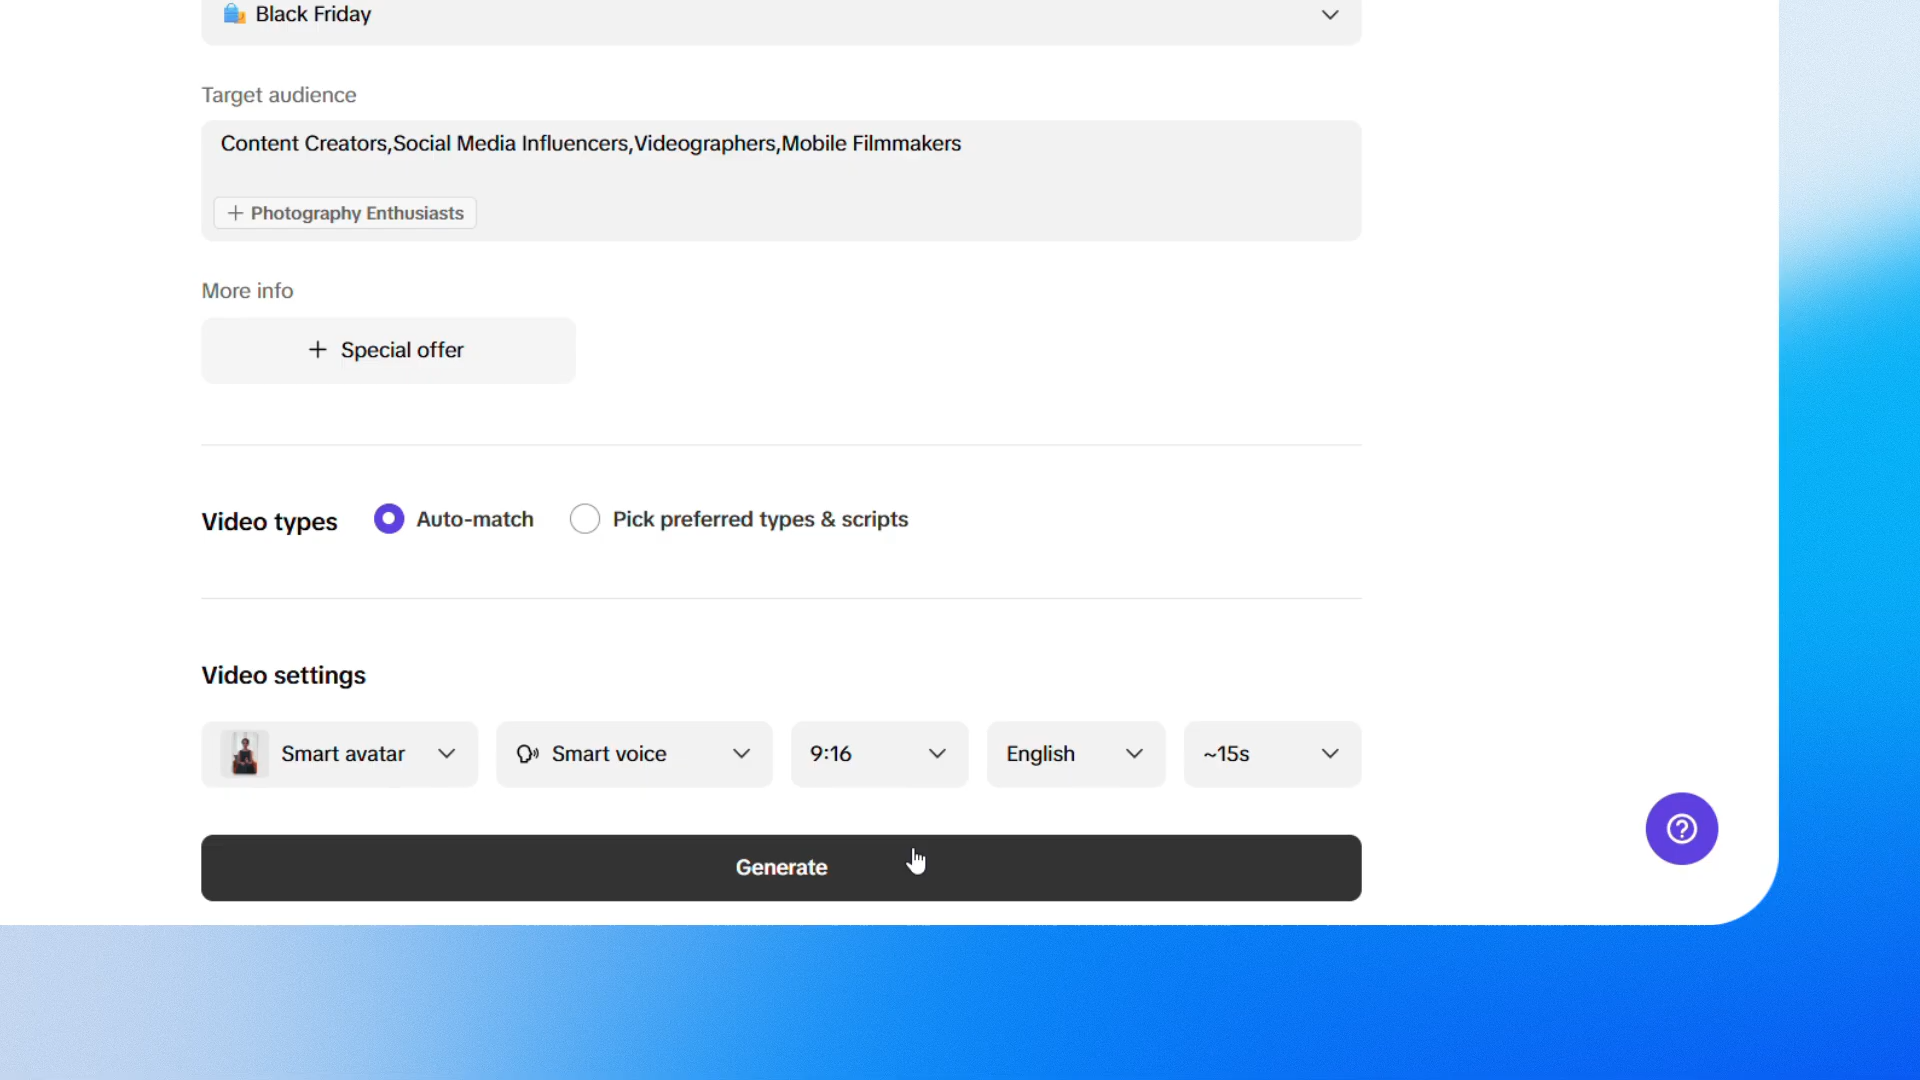 Black Friday
Target audience
Content Creators,Social Media Influencers,Videographers,Mobile Filmmakers
+ Photography Enthusiasts
More info
+ Special offer
Video types
Auto-match
Pick preferred types & scripts
Video settings
Smart avatar
Smart voice
9:16
English
~15s
Generate
?